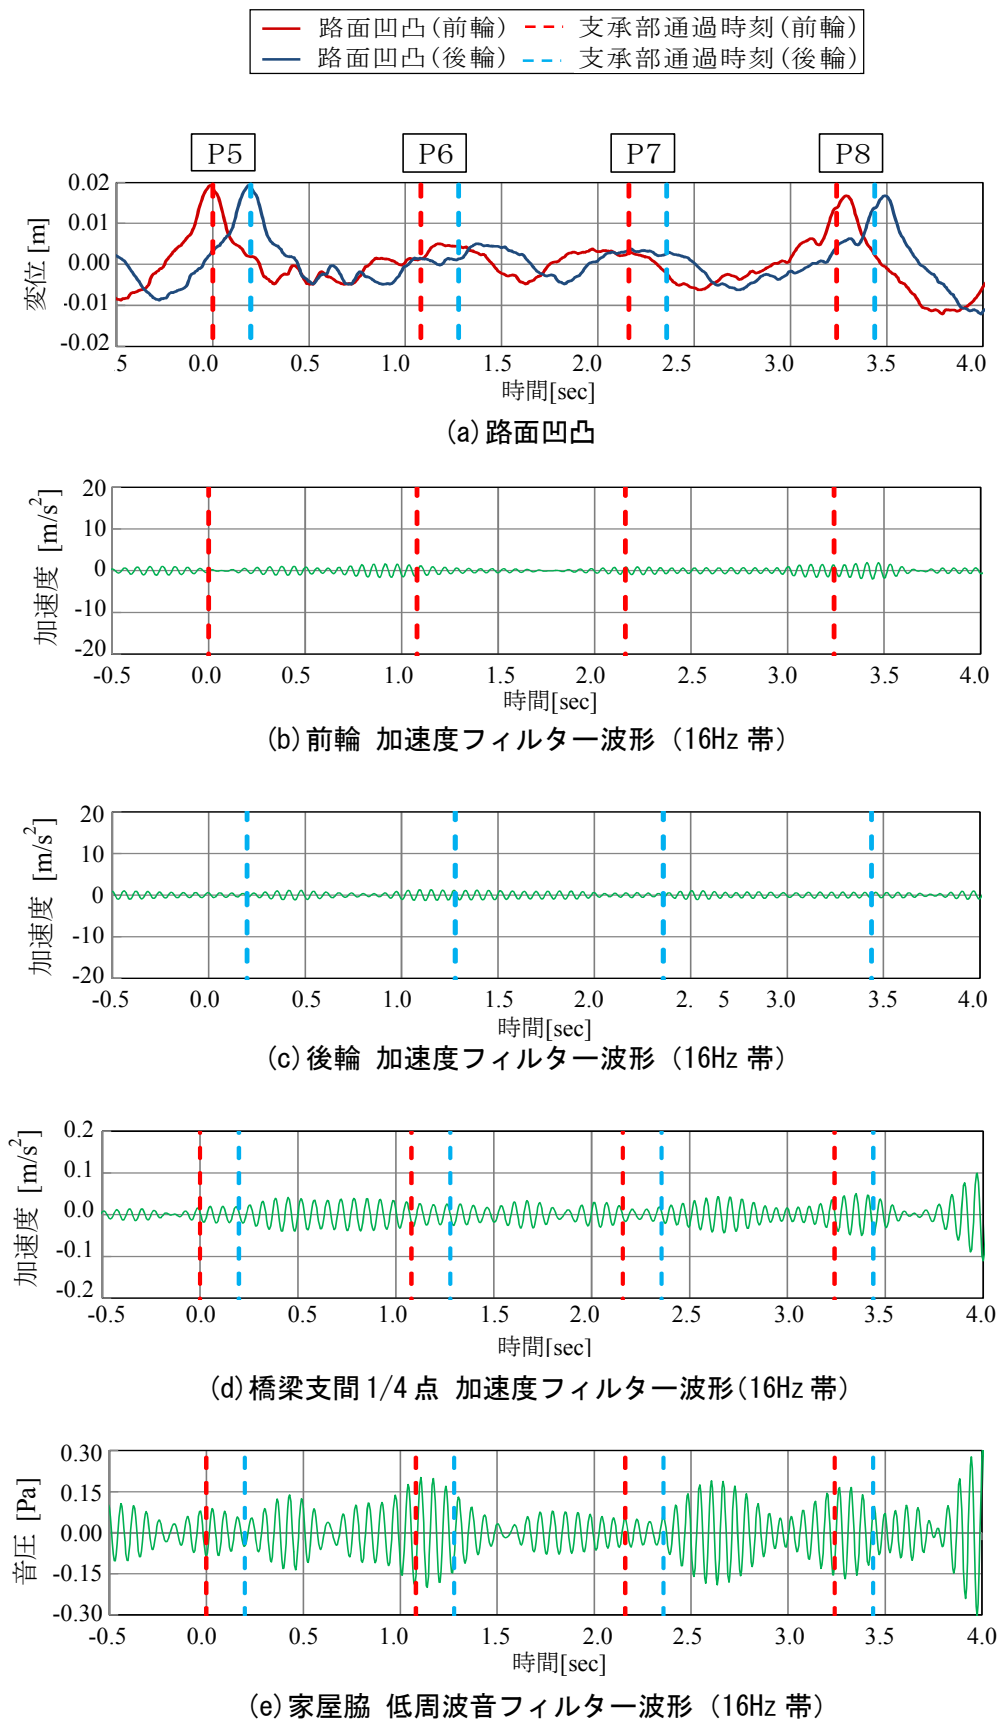 路面凹凸(前輪) 支承部通過時刻(前輪)
路面凹凸(後輪) 支承部通過時刻(後輪)
P5 P6 P7 P8
0.02
0.01
0.00
-0.01
-0.02
変位 [m]
5 0.0 0.5 1.0 1.5 2.0 2.5 3.0 3.5 4.0
時間[sec]
(a)路面凹凸
20
10
0
-10
-20
加速度 [m/s²]
-0.5 0.0 0.5 1.0 1.5 2.0 2.5 3.0 3.5 4.0
時間[sec]
(b)前輪 加速度フィルター波形 (16Hz 帯)
20
10
0
-10
-20
加速度 [m/s²]
-0.5 0.0 0.5 1.0 1.5 2.0 2. 5 3.0 3.5 4.0
時間[sec]
(c)後輪 加速度フィルター波形 (16Hz 帯)
0.2
0.1
0.0
-0.1
-0.2
加速度 [m/s²]
-0.5 0.0 0.5 1.0 1.5 2.0 2.5 3.0 3.5 4.0
時間[sec]
(d)橋梁支間 1/4 点 加速度フィルター波形(16Hz 帯)
0.30
0.15
0.00
-0.15
-0.30
音圧 [Pa]
-0.5 0.0 0.5 1.0 1.5 2.0 2.5 3.0 3.5 4.0
時間[sec]
(e)家屋脇 低周波音フィルター波形 (16Hz 帯)